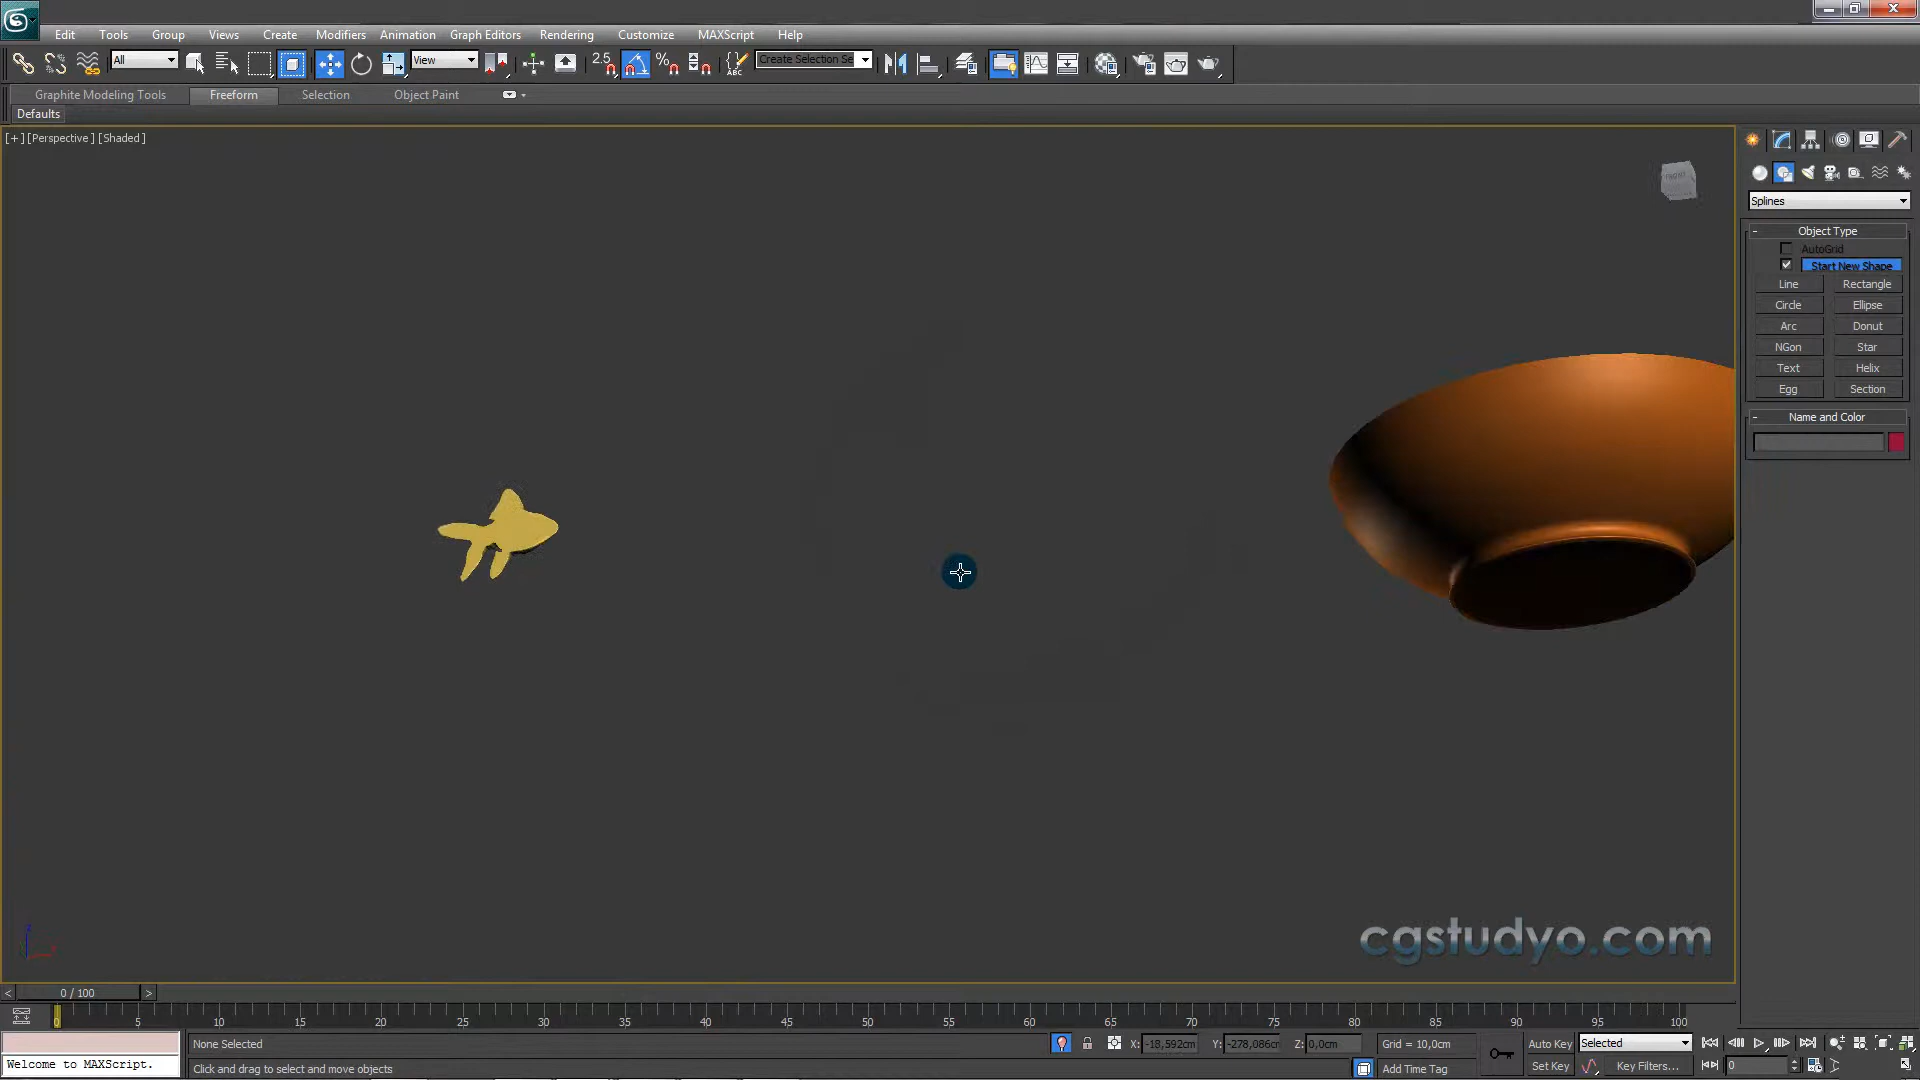 Edit Tools Group Views Create Modifiers Animation Graph Editors Rendering Customize MAXScript Help
All View 2.5 ABC Create Selection Se
Graphite Modeling Tools Freeform Selection Object Paint
Defaults
[+] [Perspective ] [Shaded ]
FRONT
Splines
- Object Type
AutoGrid
Start New Shape
Line Rectangle
Circle Ellipse
Arc Donut
NGon Star
Text Helix
Egg Section
- Name and Color
cgstudyo.com
< 0 / 100 >
0 5 10 15 20 25 30 35 40 45 50 55 60 65 70 75 80 85 90 95 100
None Selected X: -18,592cm Y: -278,086cr Z: 0,0cm Grid = 10,0cm Auto Key Selected
Welcome to MAXScript. Click and drag to select and move objects Add Time Tag Set Key Key Filters... 0